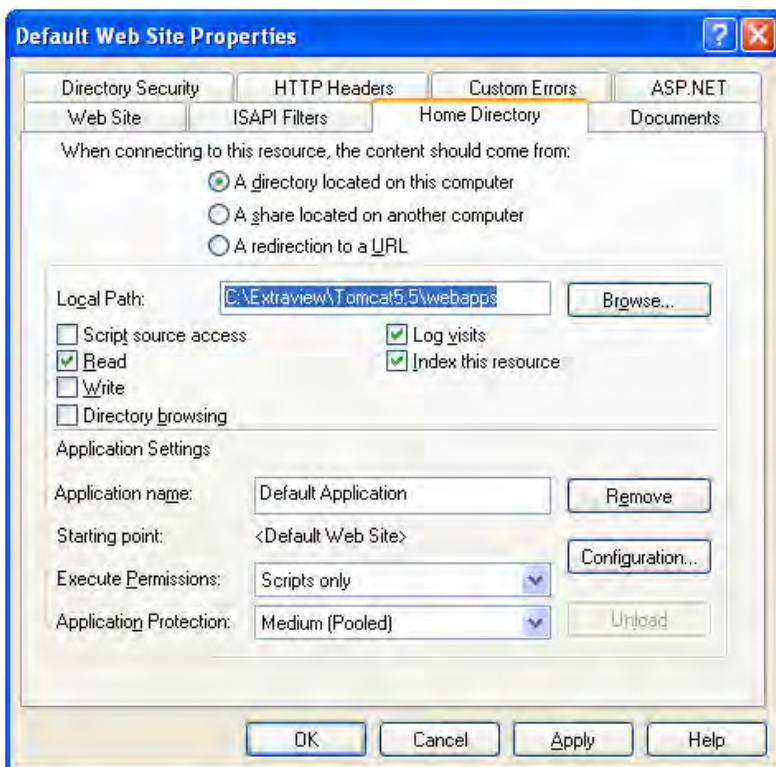 Default Web Site Properties
Directory Security HTTP Headers Custom Errors ASP.NET
Web Site ISAPI Filters Home Directory Documents
When connecting to this resource, the content should come from:
A directory located on this computer
A share located on another computer
A redirection to a URL
Local Path: C:\Extraview\Tomcat5.5\webapps Browse...
Script source access Log visits
Read Index this resource
Write
Directory browsing
Application Settings
Application name: Default Application Remove
Starting point: <Default Web Site>
Configuration...
Execute Permissions: Scripts only
Application Protection: Medium (Pooled) Unload
OK Cancel Apply Help